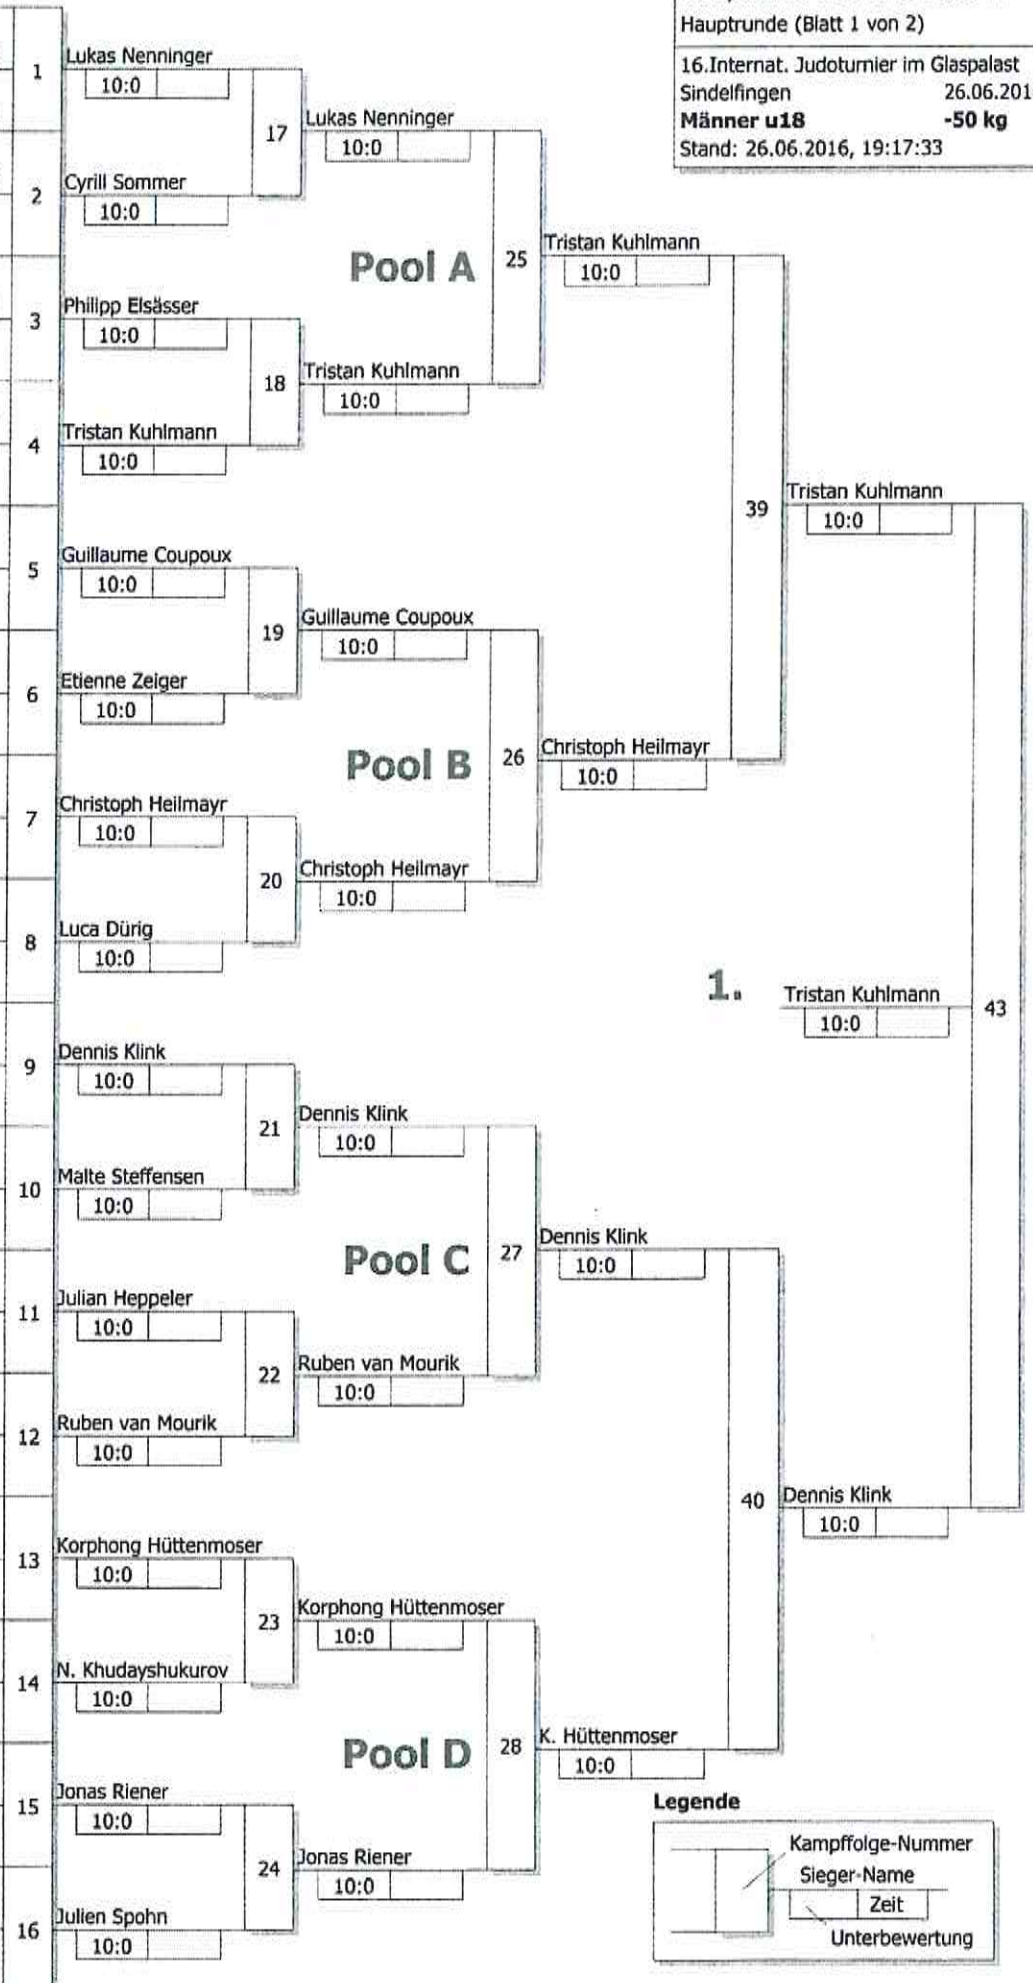 Hauptrunde (Blatt 1 von 2)
16.Internat. Judoturnier im Glaspalast
Sindelfingen 26.06.201
Männer u18 -50 kg
Stand: 26.06.2016, 19:17:33
1
Lukas Nenninger
10:0
17
Lukas Nenninger
10:0
2
Cyrill Sommer
10:0
Pool A
25
Tristan Kuhlmann
10:0
3
Philipp Elsässer
10:0
18
Tristan Kuhlmann
10:0
4
Tristan Kuhlmann
10:0
39
Tristan Kuhlmann
10:0
5
Guillaume Coupoux
10:0
19
Guillaume Coupoux
10:0
6
Etienne Zeiger
10:0
Pool B
26
Christoph Heilmayr
10:0
7
Christoph Heilmayr
10:0
20
Christoph Heilmayr
10:0
8
Luca Dürig
10:0
1.
Tristan Kuhlmann
10:0
43
9
Dennis Klink
10:0
21
Dennis Klink
10:0
10
Malte Steffensen
10:0
Pool C
27
Dennis Klink
10:0
11
Julian Heppeler
10:0
22
Ruben van Mourik
10:0
12
Ruben van Mourik
10:0
40
Dennis Klink
10:0
13
Korphong Hüttenmoser
10:0
23
Korphong Hüttenmoser
10:0
14
N. Khudayshukurov
10:0
Pool D
28
K. Hüttenmoser
10:0
15
Jonas Riener
10:0
24
Jonas Riener
10:0
16
Julien Spohn
10:0
Legende
Kampffolge-Nummer
Sieger-Name
Zeit
Unterbewertung